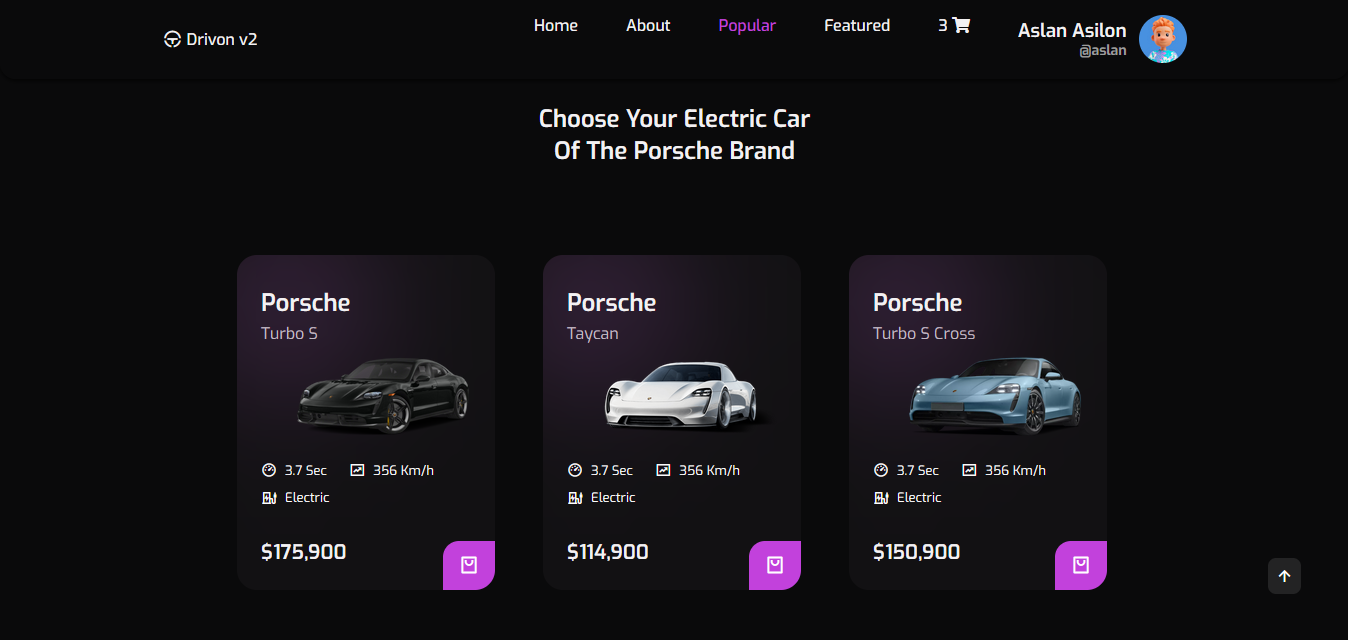 Drivon v2
Home About Popular Featured 3
Aslan Asilon
@aslan
Choose Your Electric Car
Of The Porsche Brand
Porsche
Turbo S
3.7 Sec 356 Km/h
Electric
$175,900
Porsche
Taycan
3.7 Sec 356 Km/h
Electric
$114,900
Porsche
Turbo S Cross
3.7 Sec 356 Km/h
Electric
$150,900